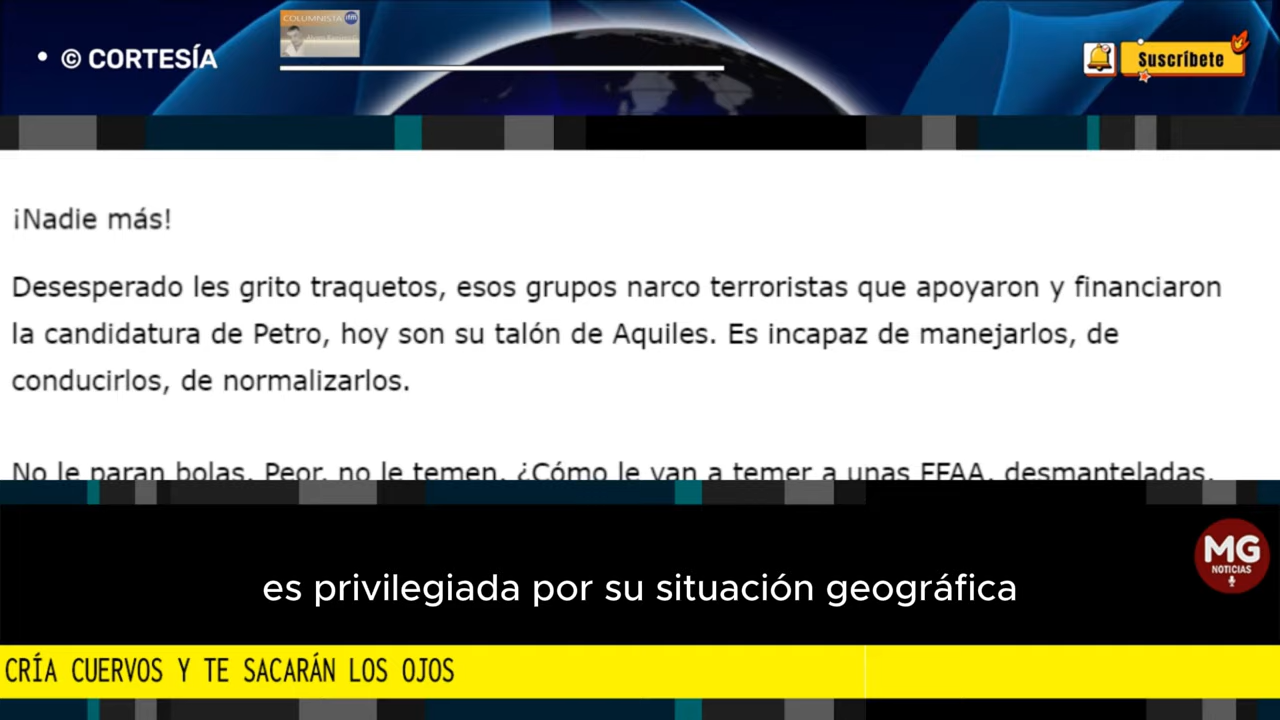 • © CORTESÍA
COLUMNISTA ifm
Suscríbete
¡Nadie más!
Desesperado les grito traquetos, esos grupos narco terroristas que apoyaron y financiaron
la candidatura de Petro, hoy son su talón de Aquiles. Es incapaz de manejarlos, de
conducirlos, de normalizarlos.
No le paran bolas. Peor, no le temen. ¿Cómo le van a temer a unas FFAA, desmanteladas,
MG
NOTICIAS
es privilegiada por su situación geográfica
CRÍA CUERVOS Y TE SACARÁN LOS OJOS